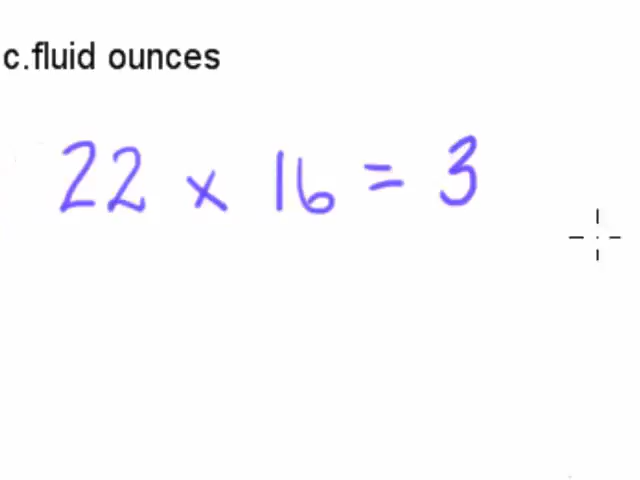 c.fluid ounces
22 x 16 = 3